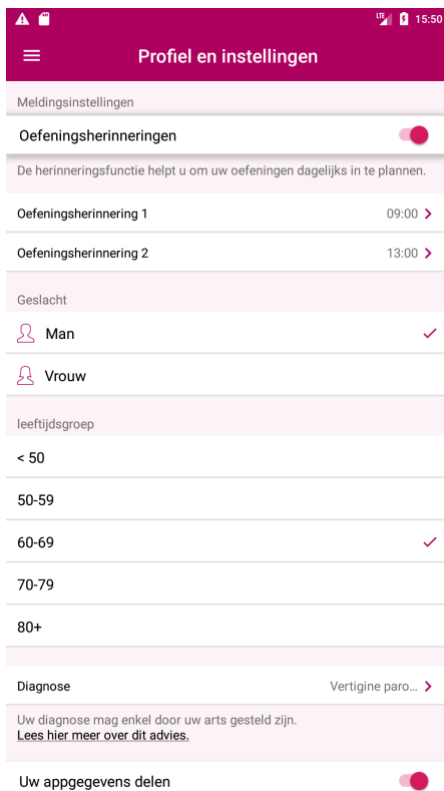 LTE 15:50
Profiel en instellingen
Meldingsinstellingen
Oefeningsherinneringen
De herinneringsfunctie helpt u om uw oefeningen dagelijks in te plannen.
Oefeningsherinnering 1 09:00
Oefeningsherinnering 2 13:00
Geslacht
Man
Vrouw
leeftijdsgroep
< 50
50-59
60-69
70-79
80+
Diagnose Vertigine paro...
Uw diagnose mag enkel door uw arts gesteld zijn.
Lees hier meer over dit advies.
Uw appgegevens delen